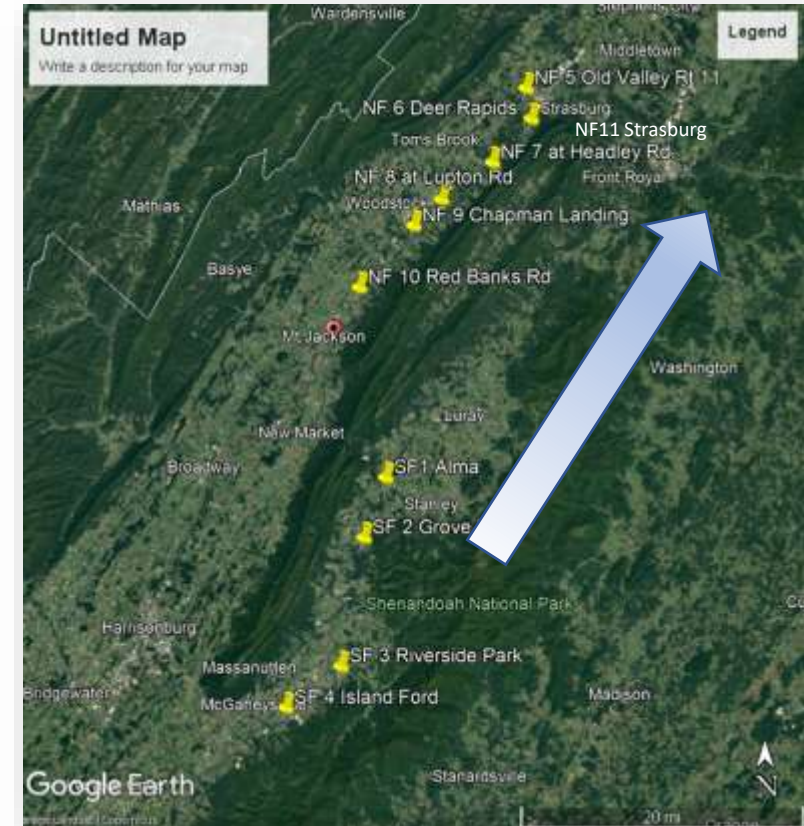 Untitled Map
Write a description for your map
Legend
Wardensville
Stephens City
Middletown
NF 5 Old Valley Rt 11
NF 6 Deer Rapids
Strasburg
NF11 Strasburg
Toms Brook
NF 7 at Headley Rd
NF 8 at Lupton Rd
Front Royal
Woodstock
Mathias
NF 9 Chapman Landing
Basye
NF 10 Red Banks Rd
Mt Jackson
Washington
Luray
New Market
Broadway
SF1 Alma
Stanley
SF 2 Grove
Shenandoah National Park
Harrisonburg
SF 3 Riverside Park
Massanutten
Bridgewater
SF 4 Island Ford
Madison
Stanardsville
Google Earth
N
20 mi